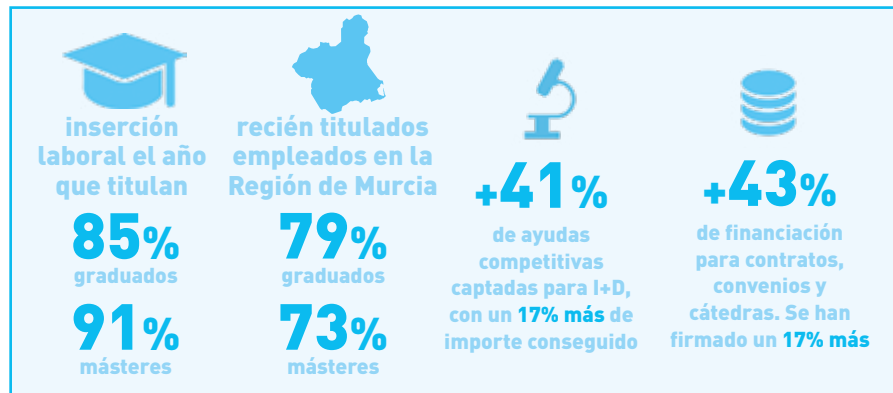 inserción
laboral el año
que titulan
85%
graduados
91%
másteres
recién titulados
empleados en la
Región de Murcia
79%
graduados
73%
másteres
+41%
de ayudas
competitivas
captadas para I+D,
con un 17% más de
importe conseguido
+43%
de financiación
para contratos,
convenios y
cátedras. Se han
firmado un 17% más